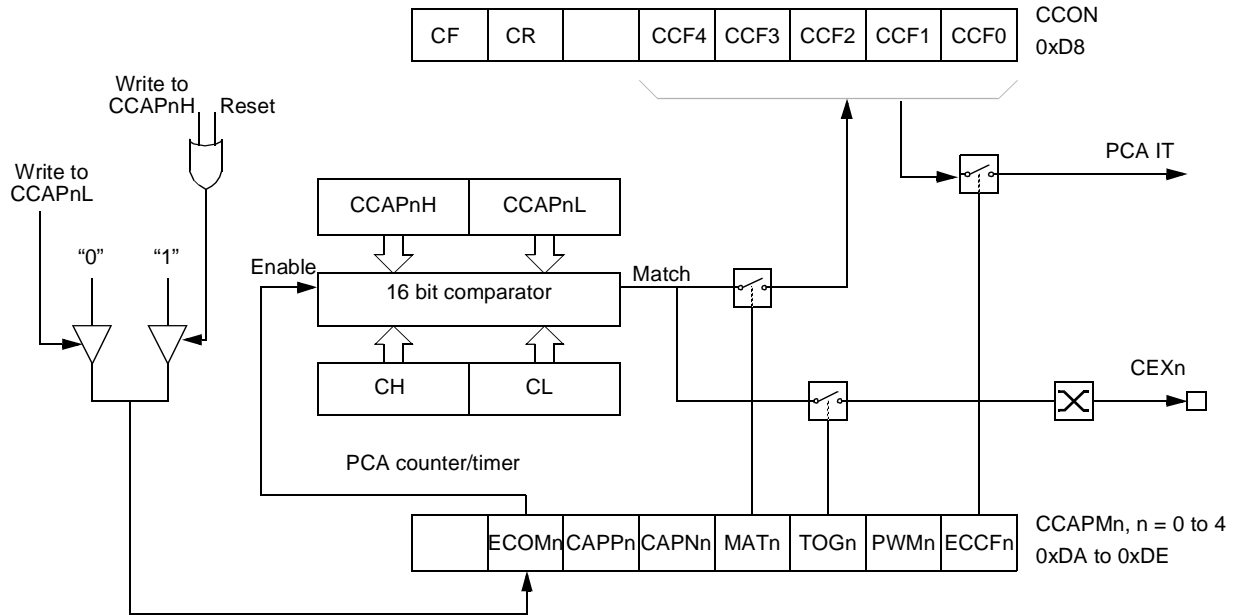 CF CR CCF4 CCF3 CCF2 CCF1 CCF0
CCON
0xD8
Write to
CCAPnH Reset
Write to
CCAPnL
PCA IT
CCAPnH CCAPnL
“0” “1”
Enable
16 bit comparator
Match
CH CL
CEXn
PCA counter/timer
ECOMn CAPPn CAPNn MATn TOGn PWMn ECCFn
CCAPMn, n = 0 to 4
0xDA to 0xDE